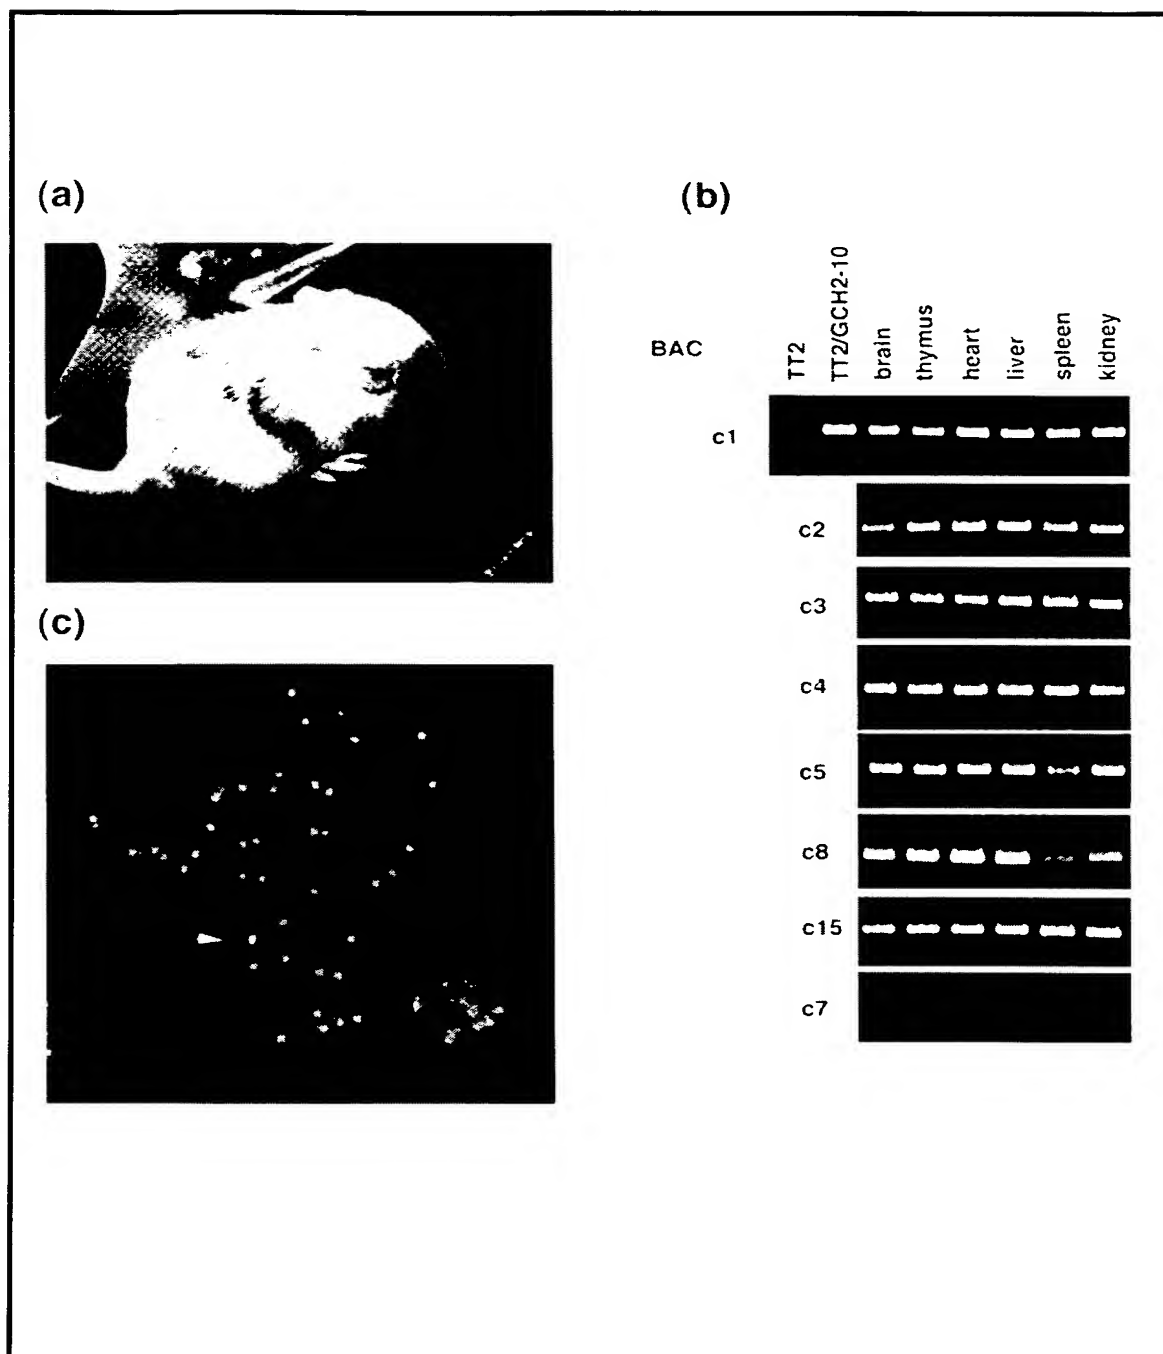 (a)
(b)
BAC
TT2
TT2/GCH2-10
brain
thymus
heart
liver
spleen
kidney
c1
c2
c3
c4
c5
c8
c15
c7
(c)